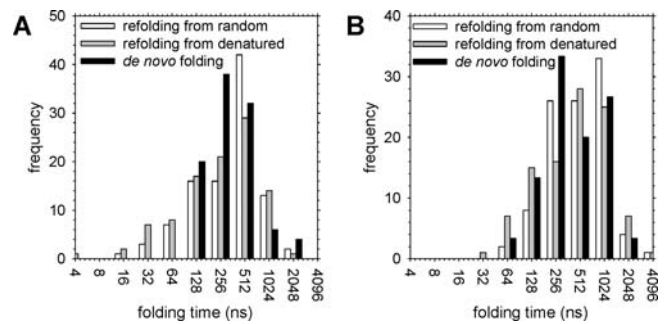 A
refolding from random
refolding from denatured
de novo folding
frequency
50
40
30
20
10
0
4 8 16 32 64 128 256 512 1024 2048 4096
folding time (ns)
B
refolding from random
refolding from denatured
de novo folding
frequency
40
30
20
10
0
4 8 16 32 64 128 256 512 1024 2048 4096
folding time (ns)